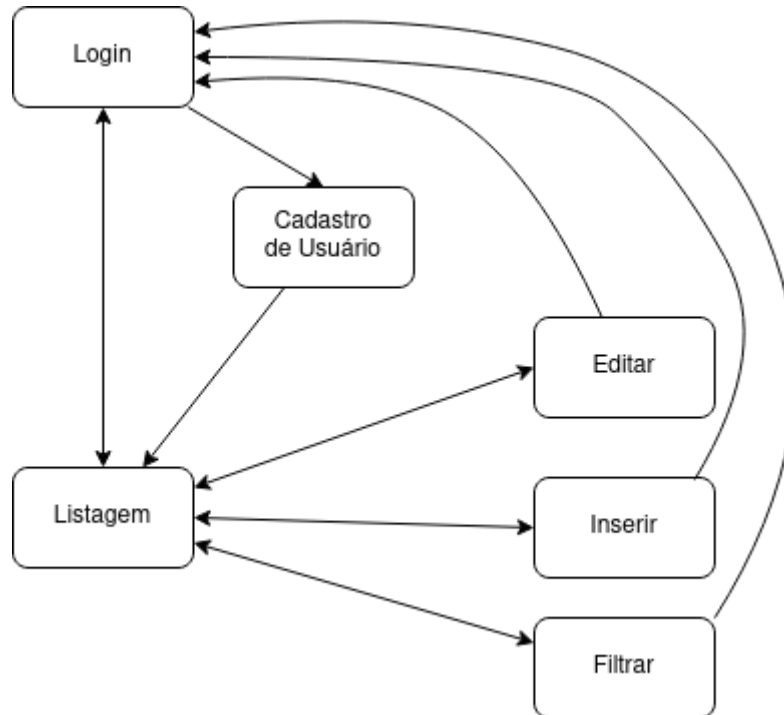 Login
Cadastro
de Usuário
Editar
Listagem
Inserir
Filtrar